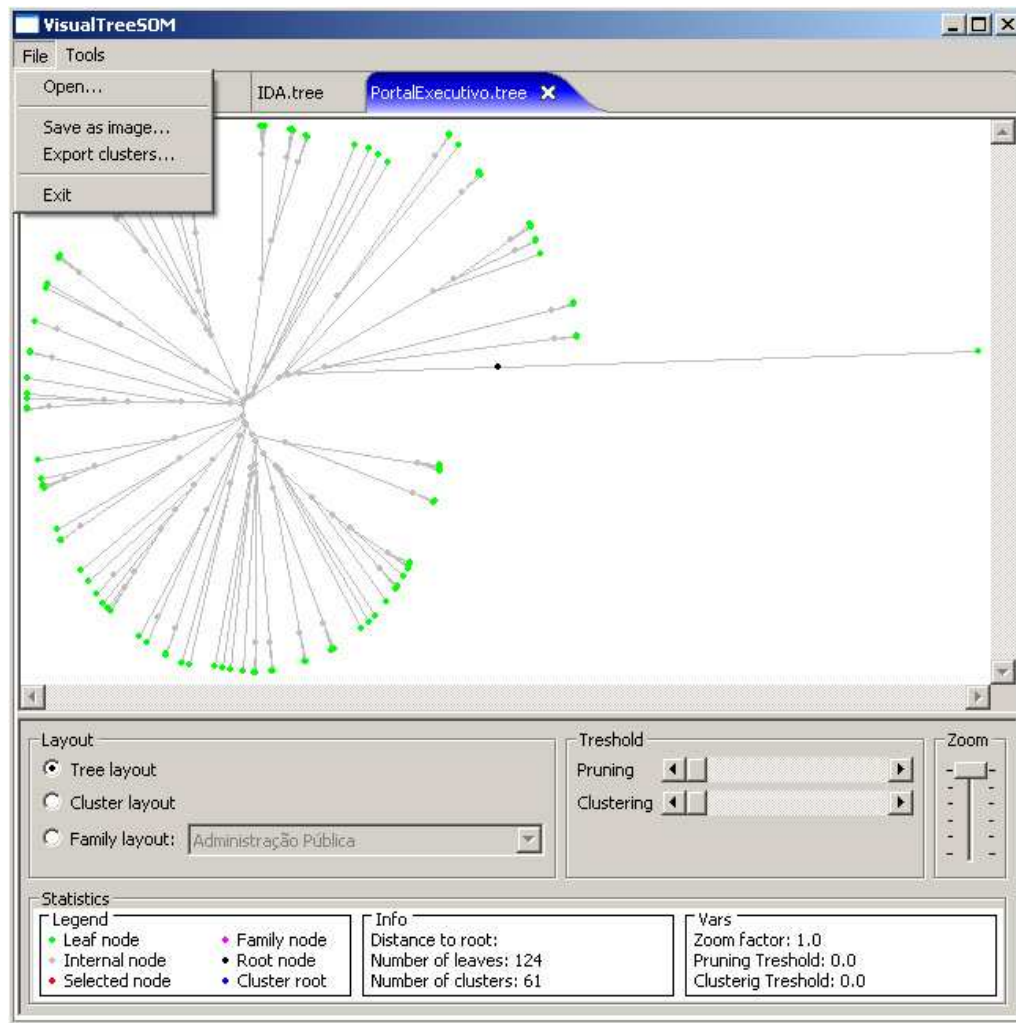 VisualTreeSOM
File Tools
Open...
Save as image...
Export clusters...
Exit
IDA.tree
PortalExecutivo.tree
Layout
Tree layout
Cluster layout
Family layout: Administração Pública
Treshold
Pruning
Clustering
Zoom
Statistics
Legend
Leaf node
Internal node
Selected node
Family node
Root node
Cluster root
Info
Distance to root:
Number of leaves: 124
Number of clusters: 61
Vars
Zoom factor: 1.0
Pruning Treshold: 0.0
Clusterig Treshold: 0.0